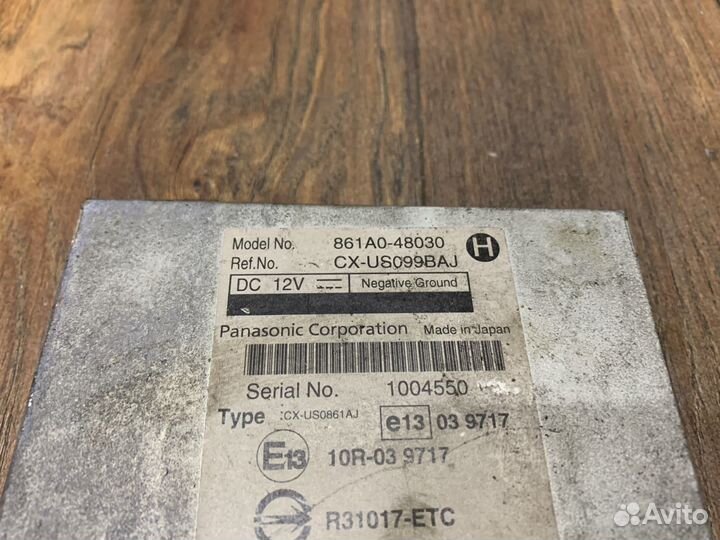 Model No. 861A0-48030 H
Ref.No. CX-US099BAJ
DC 12V Negative Ground
Panasonic Corporation Made in Japan
Serial No. 1004550
Type :CX-US0861AJ e13 03 9717
E13 10R-03 9717
R31017-ETC
Avito